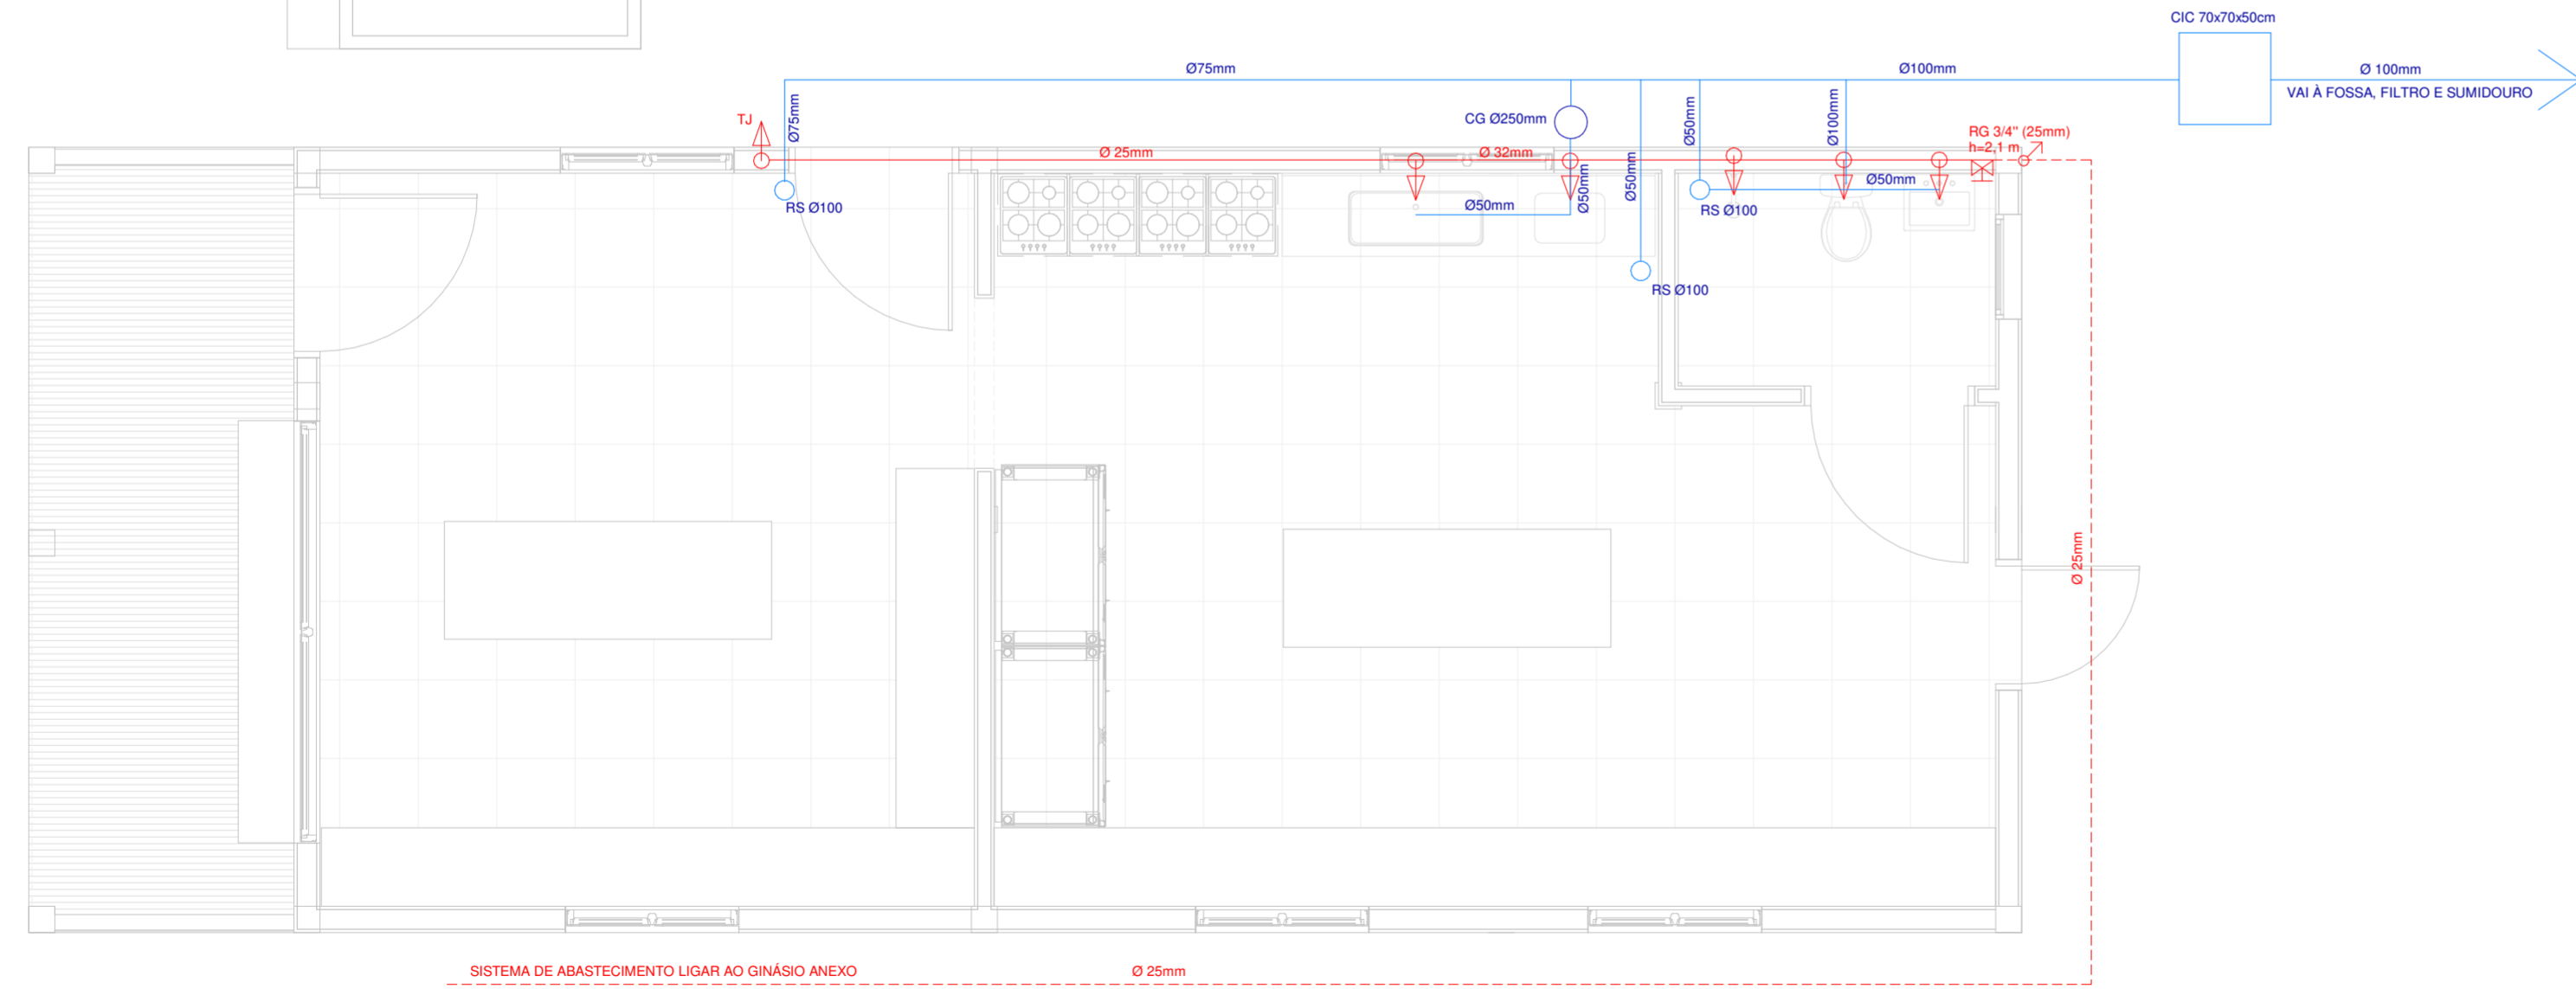 CIC 70x70x50cm
Ø75mm
Ø100mm
Ø 100mm
VAI À FOSSA, FILTRO E SUMIDOURO
TJ
Ø75mm
CG Ø250mm
Ø50mm
Ø100mm
RG 3/4" (25mm)
h=2,1 m
Ø 25mm
Ø 32mm
Ø50mm
Ø50mm
Ø50mm
RS Ø100
Ø50mm
RS Ø100
RS Ø100
Ø 25mm
SISTEMA DE ABASTECIMENTO LIGAR AO GINÁSIO ANEXO
Ø 25mm